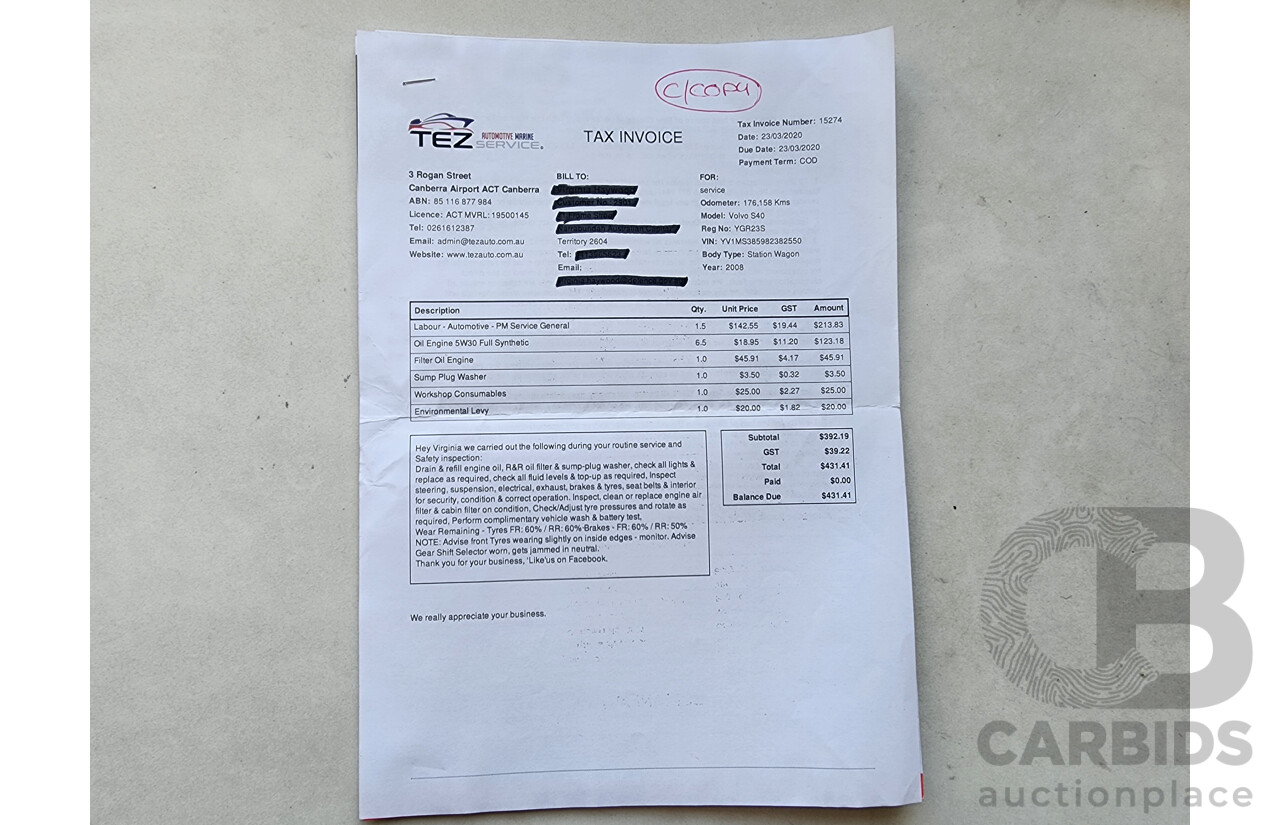 C/COPY
TEZ AUTOMOTIVE MARINE
SERVICE.
TAX INVOICE
Tax Invoice Number: 15274
Date: 23/03/2020
Due Date: 23/03/2020
Payment Term: COD
3 Rogan Street
Canberra Airport ACT Canberra
ABN: 85 116 877 984
Licence: ACT MVRL: 19500145
Tel: 0261612387
Email: admin@tezauto.com.au
Website: www.tezauto.com.au
BILL TO:
Territory 2604
Tel:
Email:
FOR:
service
Odometer: 176,158 Kms
Model: Volvo S40
Reg No: YGR23S
VIN: YV1MS385982382550
Body Type: Station Wagon
Year: 2008
Description Qty. Unit Price GST Amount
Labour - Automotive - PM Service General 1.5 $142.55 $19.44 $213.83
Oil Engine 5W30 Full Synthetic 6.5 $18.95 $11.20 $123.18
Filter Oil Engine 1.0 $45.91 $4.17 $45.91
Sump Plug Washer 1.0 $3.50 $0.32 $3.50
Workshop Consumables 1.0 $25.00 $2.27 $25.00
Environmental Levy 1.0 $20.00 $1.82 $20.00
Hey Virginia we carried out the following during your routine service and
Safety inspection:
Drain & refill engine oil, R&R oil filter & sump-plug washer, check all lights &
replace as required, check all fluid levels & top-up as required, Inspect
steering, suspension, electrical, exhaust, brakes & tyres, seat belts & interior
for security, condition & correct operation. Inspect, clean or replace engine air
filter & cabin filter on condition, Check/Adjust tyre pressures and rotate as
required, Perform complimentary vehicle wash & battery test,
Wear Remaining - Tyres FR: 60% / RR: 60% Brakes - FR: 60% / RR: 50%
NOTE: Advise front Tyres wearing slightly on inside edges - monitor. Advise
Gear Shift Selector worn, gets jammed in neutral.
Thank you for your business, 'Like'us on Facebook.
Subtotal $392.19
GST $39.22
Total $431.41
Paid $0.00
Balance Due $431.41
We really appreciate your business.
CB
CARBIDS
auctionplace